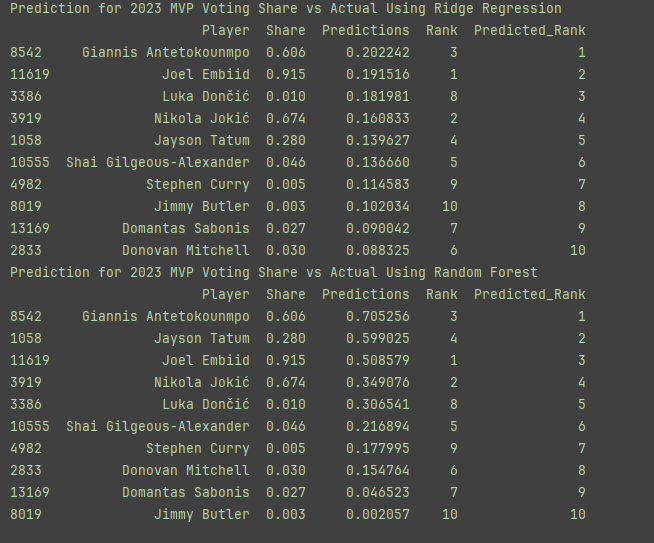 Prediction for 2023 MVP Voting Share vs Actual Using Ridge Regression
Player Share Predictions Rank Predicted_Rank
8542 Giannis Antetokounmpo 0.606 0.202242 3 1
11619 Joel Embiid 0.915 0.191516 1 2
3386 Luka Dončić 0.010 0.181981 8 3
3919 Nikola Jokić 0.674 0.160833 2 4
1058 Jayson Tatum 0.280 0.139627 4 5
10555 Shai Gilgeous-Alexander 0.046 0.136660 5 6
4982 Stephen Curry 0.005 0.114583 9 7
8019 Jimmy Butler 0.003 0.102034 10 8
13169 Domantas Sabonis 0.027 0.090042 7 9
2833 Donovan Mitchell 0.030 0.088325 6 10
Prediction for 2023 MVP Voting Share vs Actual Using Random Forest
Player Share Predictions Rank Predicted_Rank
8542 Giannis Antetokounmpo 0.606 0.705256 3 1
1058 Jayson Tatum 0.280 0.599025 4 2
11619 Joel Embiid 0.915 0.508579 1 3
3919 Nikola Jokić 0.674 0.349076 2 4
3386 Luka Dončić 0.010 0.306541 8 5
10555 Shai Gilgeous-Alexander 0.046 0.216894 5 6
4982 Stephen Curry 0.005 0.177995 9 7
2833 Donovan Mitchell 0.030 0.154764 6 8
13169 Domantas Sabonis 0.027 0.046523 7 9
8019 Jimmy Butler 0.003 0.002057 10 10